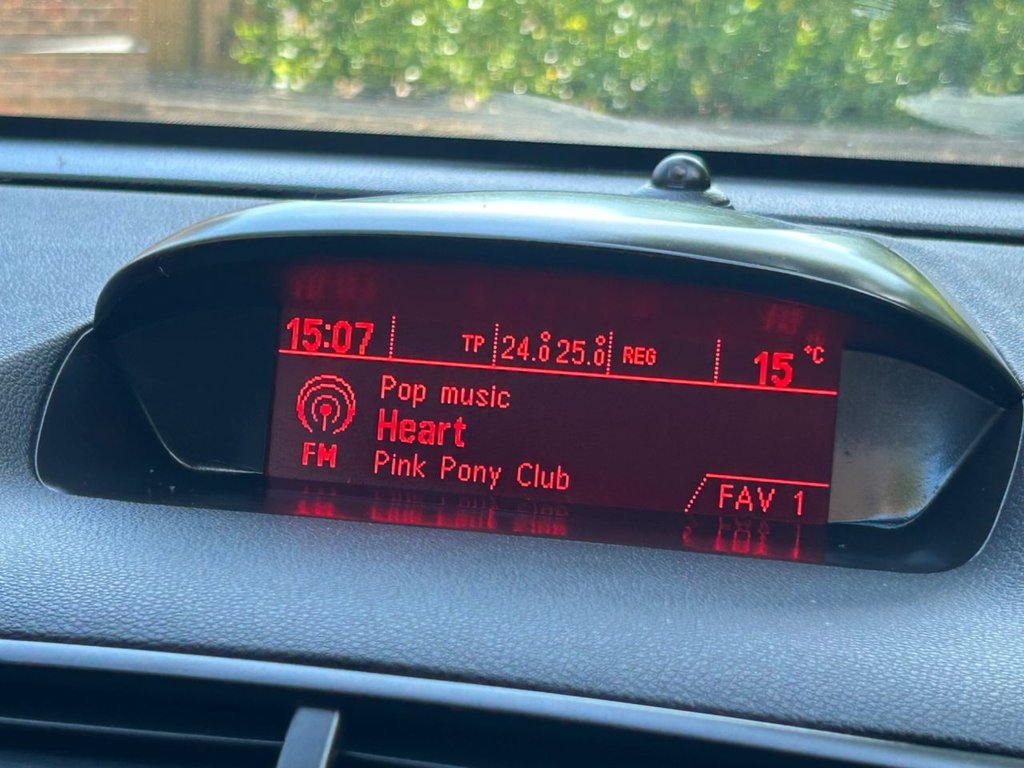 15:07 TP 24.0° 25.0° REG 15 °C
Pop music
Heart
FM
Pink Pony Club
FAV 1